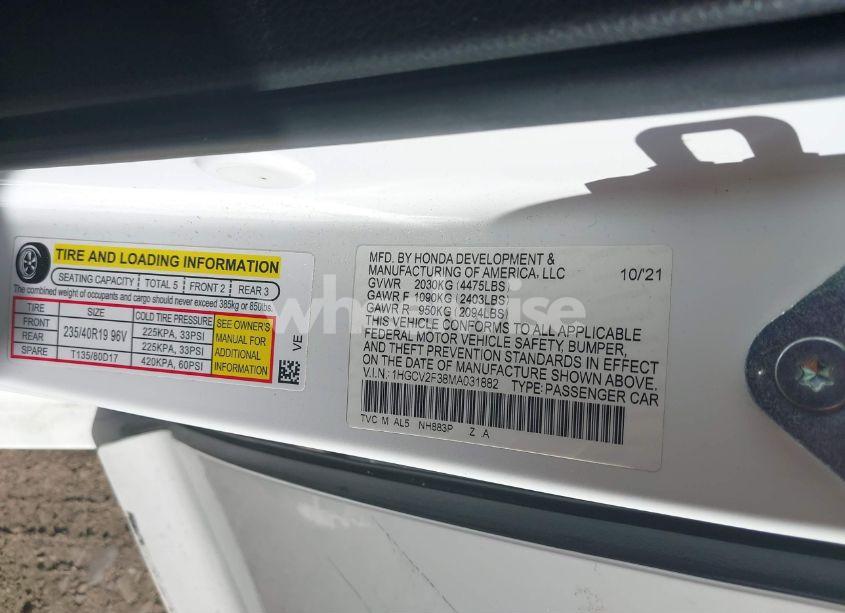 TIRE AND LOADING INFORMATION
SEATING CAPACITY TOTAL 5 FRONT 2 REAR 3
The combined weight of occupants and cargo should never exceed 385kg or 850lbs.
TIRE SIZE COLD TIRE PRESSURE
FRONT 235/40R19 96V 225KPA, 33PSI
REAR 225KPA, 33PSI
SPARE T135/80D17 420KPA, 60PSI
SEE OWNER'S
MANUAL FOR
ADDITIONAL
INFORMATION
VE
MFD. BY HONDA DEVELOPMENT &
MANUFACTURING OF AMERICA, LLC 10/21
GVWR 2030KG (4475LBS)
GAWR F 1090KG (2403LBS)
GAWR R 950KG (2094LBS)
THIS VEHICLE CONFORMS TO ALL APPLICABLE
FEDERAL MOTOR VEHICLE SAFETY, BUMPER,
AND THEFT PREVENTION STANDARDS IN EFFECT
ON THE DATE OF MANUFACTURE SHOWN ABOVE.
V.I.N. 1HGCV2F38MA031882 TYPE: PASSENGER CAR
TVC M AL5 NH883P Z A